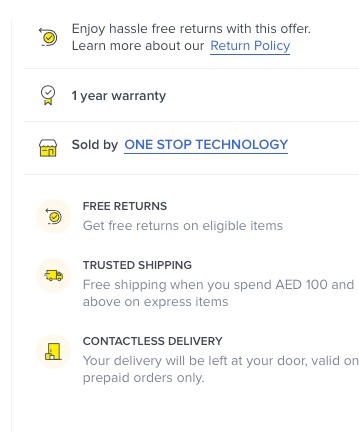 Enjoy hassle free returns with this offer.
Learn more about our Return Policy
1 year warranty
Sold by ONE STOP TECHNOLOGY
FREE RETURNS
Get free returns on eligible items
TRUSTED SHIPPING
Free shipping when you spend AED 100 and
above on express items
CONTACTLESS DELIVERY
Your delivery will be left at your door, valid on
prepaid orders only.